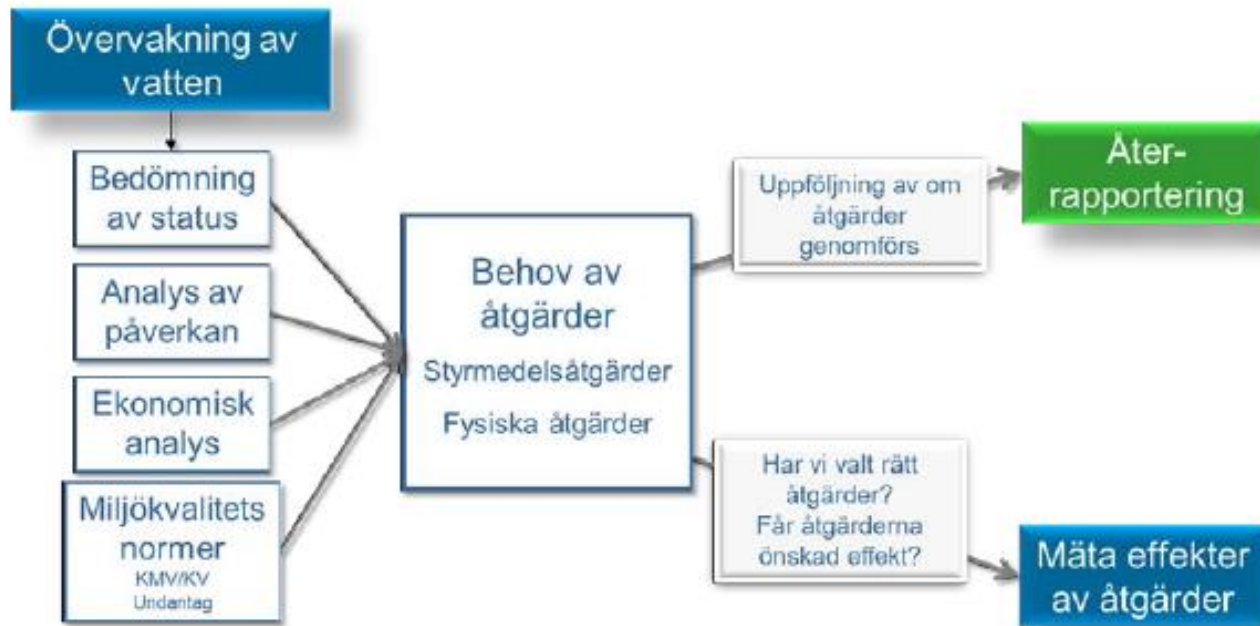 Övervakning av
vatten
Bedömning
av status
Analys av
påverkan
Ekonomisk
analys
Miljökvalitets
normer
KMV/KV
Undantag
Behov av
åtgärder
Styrmedelsåtgärder
Fysiska åtgärder
Uppföljning av om
åtgärder
genomförs
Åter-
rapportering
Har vi valt rätt
åtgärder?
Får åtgärderna
önskad effekt?
Mäta effekter
av åtgärder